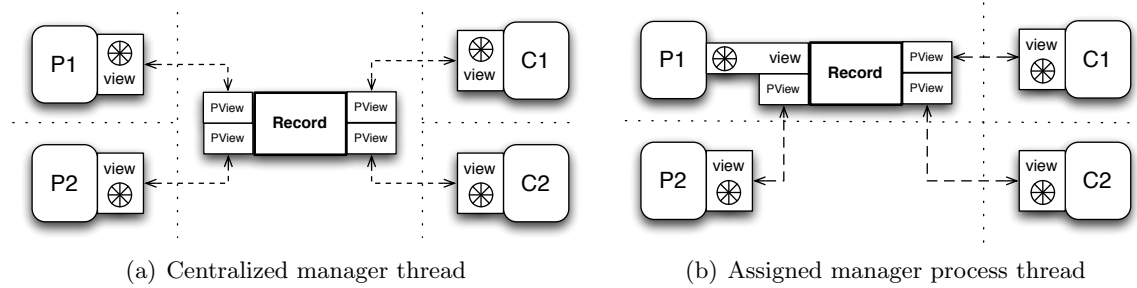 P1
view
PView
PView
P2
view
Record
PView
PView
view
C1
view
C2
(a) Centralized manager thread
P1
view
PView
Record
PView
PView
view
C1
P2
view
view
C2
(b) Assigned manager process thread